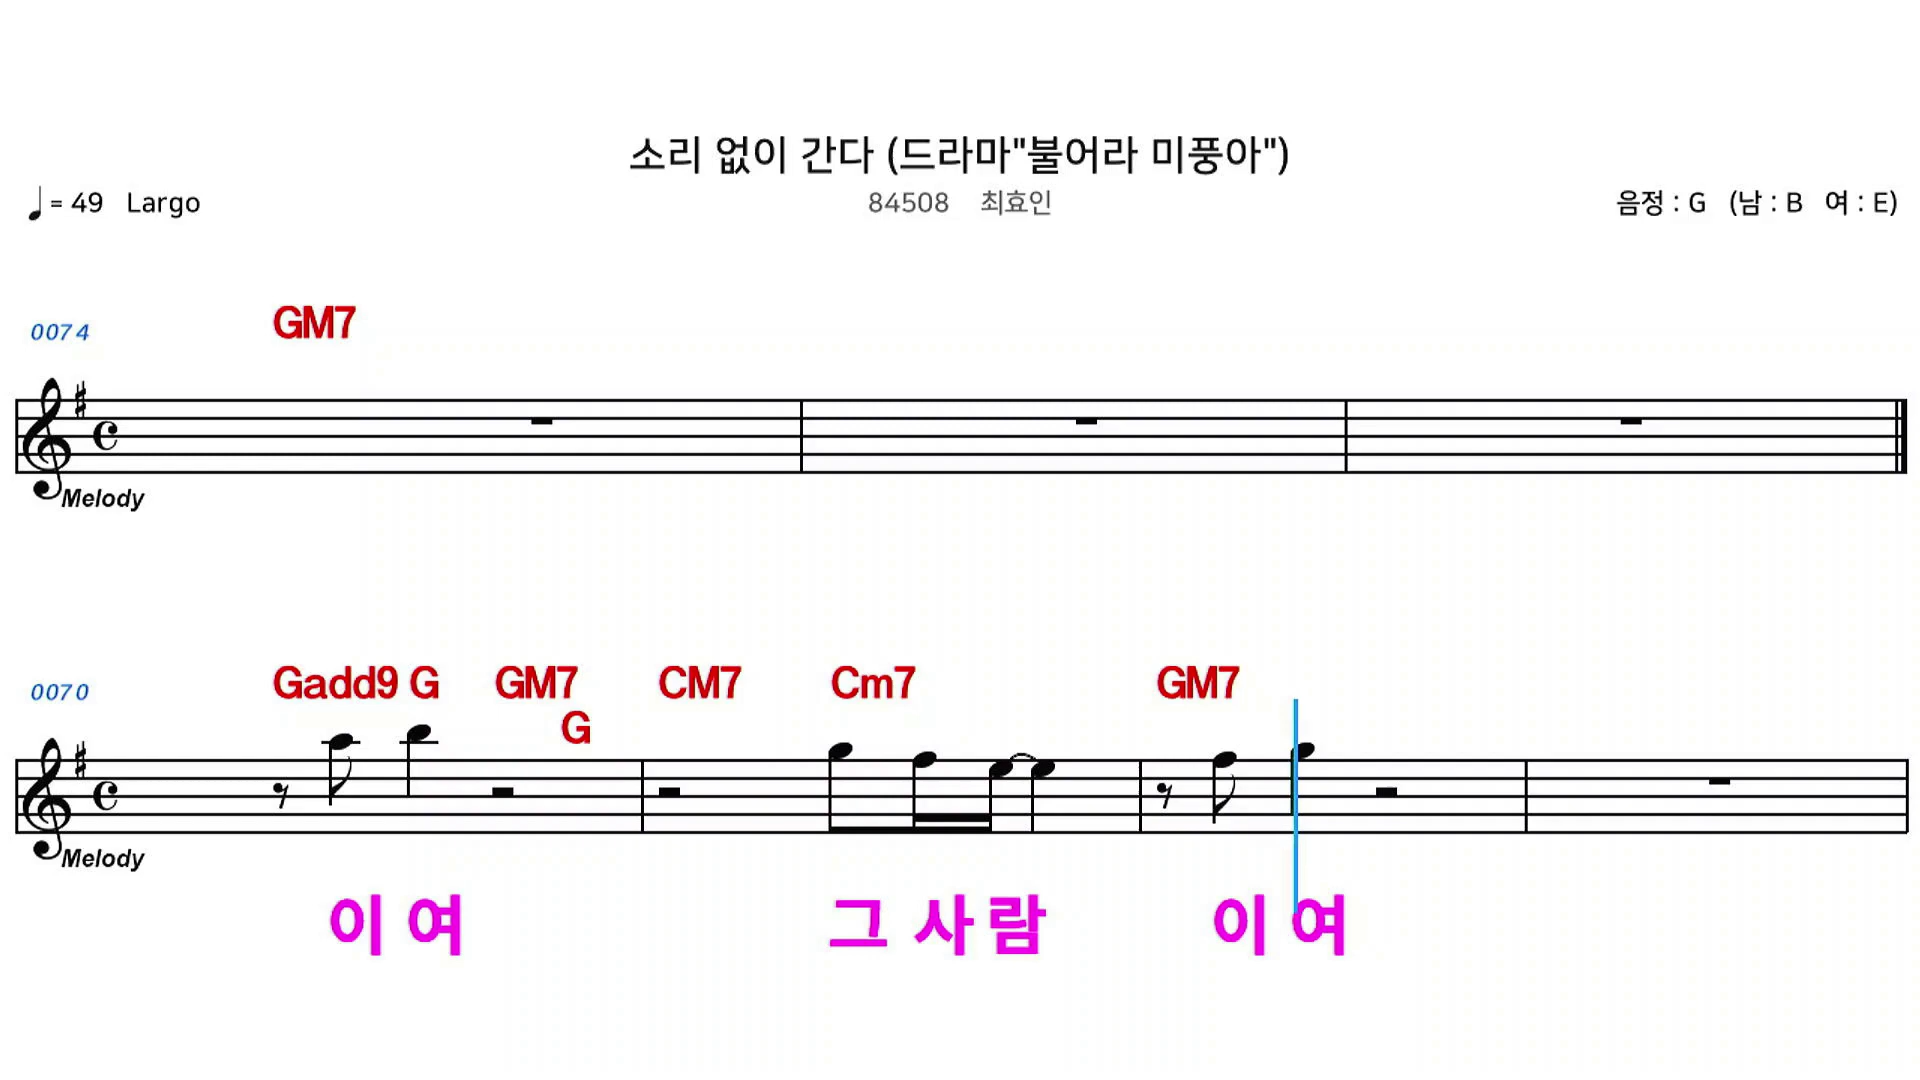 소리 없이 간다 (드라마"불어라 미풍아")
= 49 Largo
84508 최효인
음정 : G (남 : B 여 : E)
0074
GM7
Melody
0070
Gadd9 G GM7 CM7 Cm7 GM7
G
Melody
이 여 그 사 람 이 여